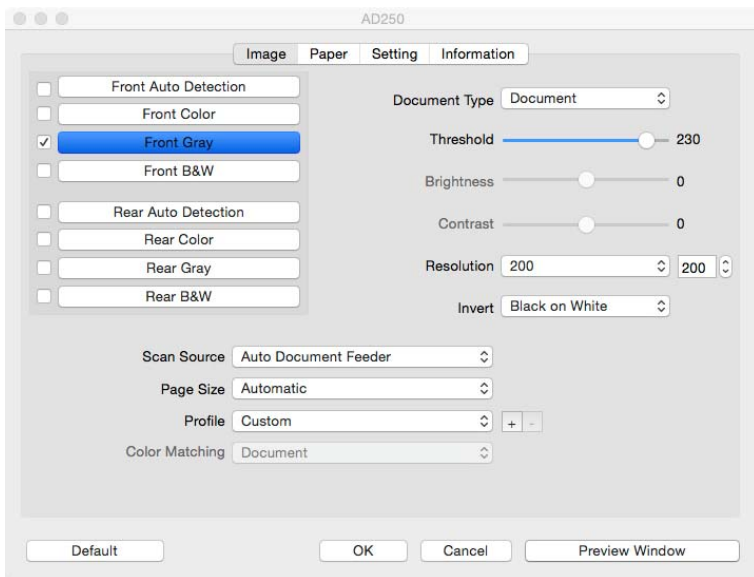 AD250
Image Paper Setting Information
Front Auto Detection
Front Color
Front Gray
Front B&W
Rear Auto Detection
Rear Color
Rear Gray
Rear B&W
Document Type Document
Threshold 230
Brightness 0
Contrast 0
Resolution 200 200
Invert Black on White
Scan Source Auto Document Feeder
Page Size Automatic
Profile Custom + -
Color Matching Document
Default OK Cancel Preview Window